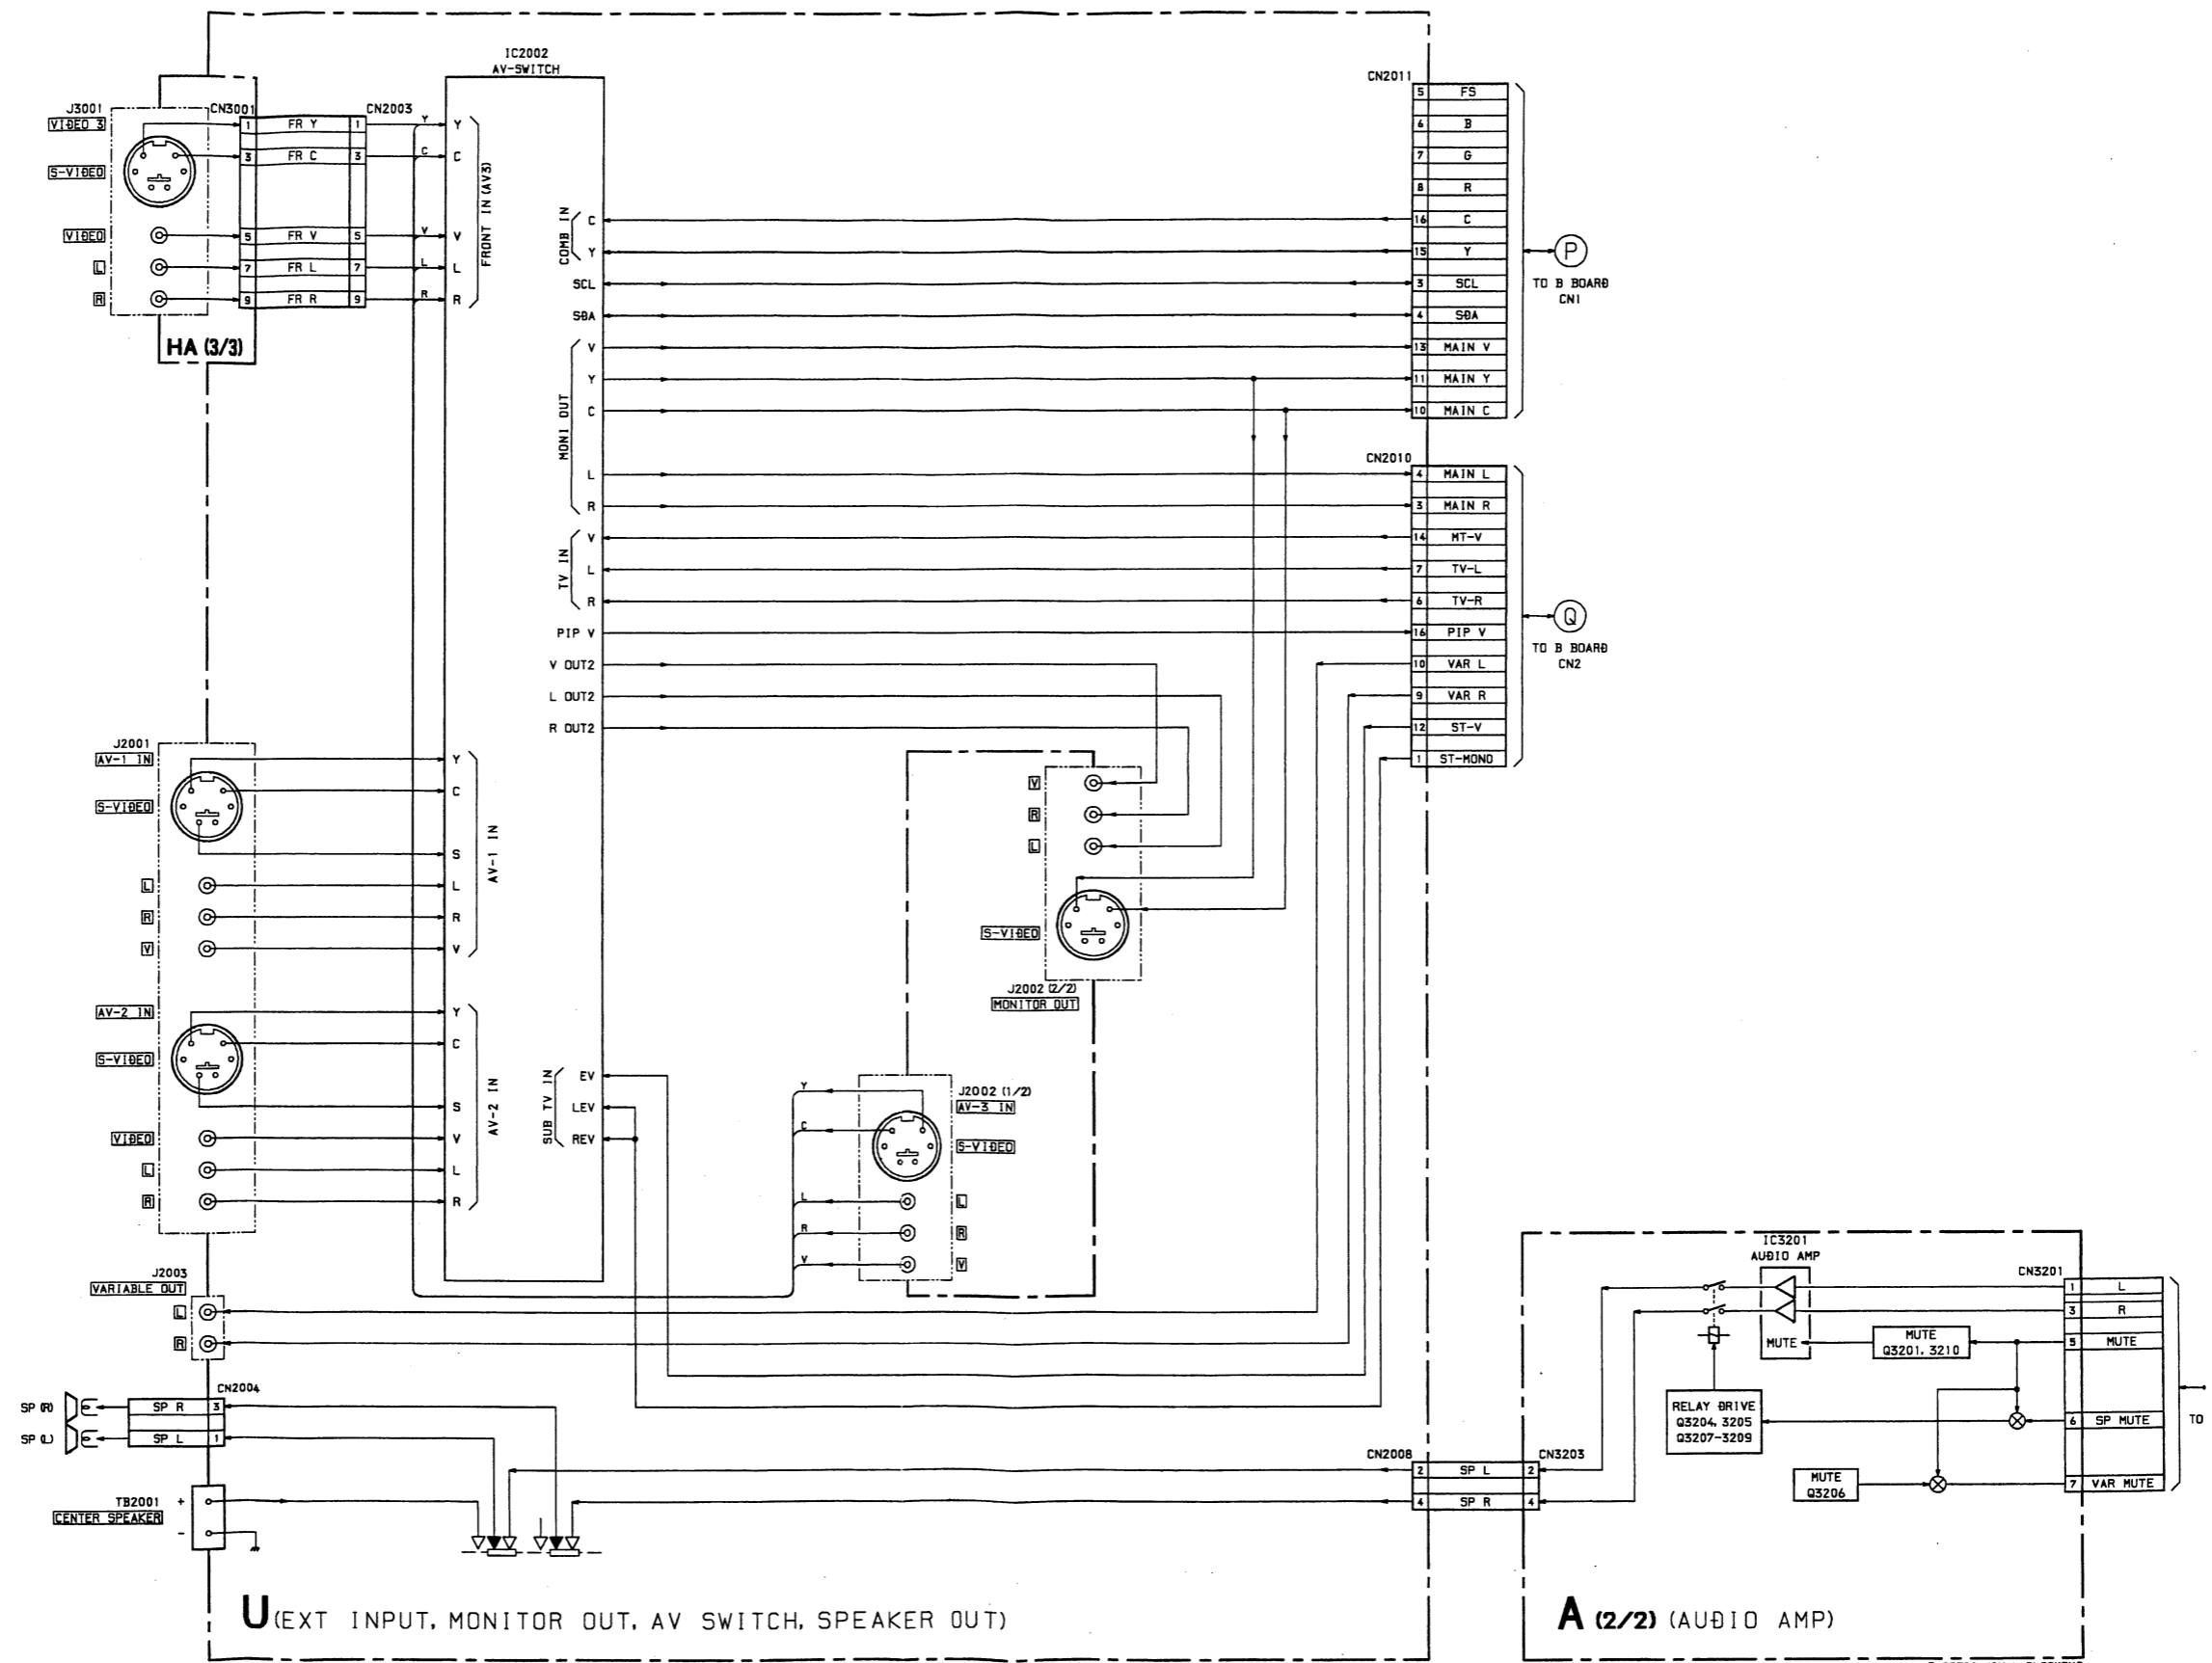 IC2002
AV-SWITCH
J3001
VIDEO 3
S-VIDEO
VIDEO
L
R
HA (3/3)
CN3001
CN2003
1 FR Y 1
3 FR C 3
5 FR V 5
7 FR L 7
9 FR R 9
Y
C
V
L
R
Y
C
V
L
R
FRONT IN (AV3)
COMB IN
C
Y
SCL
SDA
MONI OUT
V
Y
C
L
R
TV IN
V
L
R
PIP V
V OUT2
L OUT2
R OUT2
CN2011
5 FS
6 B
7 G
8 R
16 C
15 Y
3 SCL
4 SDA
13 MAIN V
11 MAIN Y
10 MAIN C
P
TO B BOARD
CN1
CN2010
4 MAIN L
3 MAIN R
14 MT-V
7 TV-L
6 TV-R
16 PIP V
10 VAR L
9 VAR R
12 ST-V
1 ST-MONO
Q
TO B BOARD
CN2
J2001
AV-1 IN
S-VIDEO
L
R
V
Y
C
S
L
R
V
AV-1 IN
AV-2 IN
S-VIDEO
VIDEO
L
R
Y
C
S
V
L
R
AV-2 IN
SUB TV IN
EV
LEV
REV
V
R
L
S-VIDEO
J2002 (2/2)
MONITOR OUT
Y
C
L
R
V
J2002 (1/2)
AV-3 IN
S-VIDEO
L
R
V
J2003
VARIABLE OUT
L
R
CN2004
SP (R)
SP R 3
SP (L)
SP L 1
TB2001
CENTER SPEAKER
+
-
CN2008
CN3203
2 SP L 2
4 SP R 4
IC3201
AUDIO AMP
MUTE
MUTE
Q3201, 3210
RELAY DRIVE
Q3204, 3205
Q3207-3209
MUTE
Q3206
CN3201
1 L
3 R
5 MUTE
6 SP MUTE
7 VAR MUTE
TO
U (EXT INPUT, MONITOR OUT, AV SWITCH, SPEAKER OUT)
A (2/2) (AUDIO AMP)